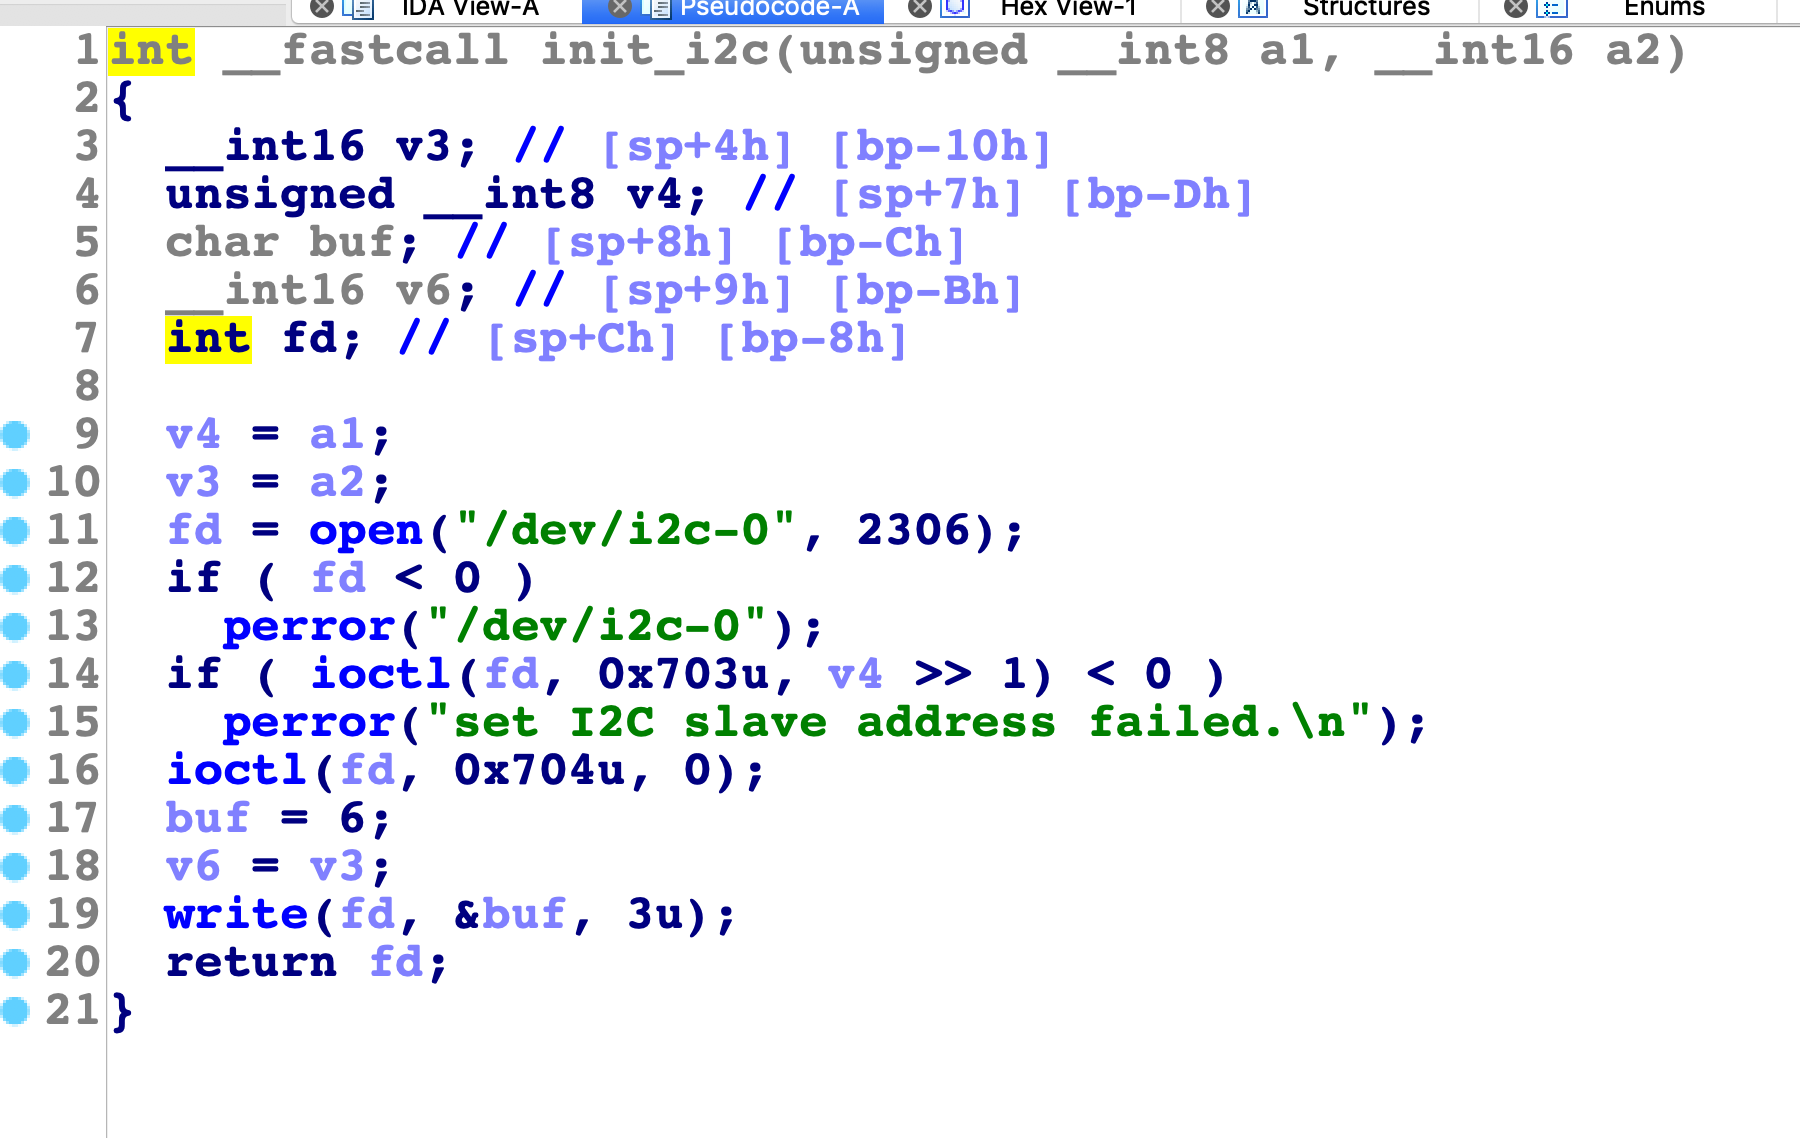 IDA View-A Pseudocode-A Hex View-1 Structures Enums
1 int __fastcall init_i2c(unsigned __int8 a1, __int16 a2)
2 {
3 __int16 v3; // [sp+4h] [bp-10h]
4 unsigned __int8 v4; // [sp+7h] [bp-Dh]
5 char buf; // [sp+8h] [bp-Ch]
6 __int16 v6; // [sp+9h] [bp-Bh]
7 int fd; // [sp+Ch] [bp-8h]
8
9 v4 = a1;
10 v3 = a2;
11 fd = open("/dev/i2c-0", 2306);
12 if ( fd < 0 )
13 perror("/dev/i2c-0");
14 if ( ioctl(fd, 0x703u, v4 >> 1) < 0 )
15 perror("set I2C slave address failed.\n");
16 ioctl(fd, 0x704u, 0);
17 buf = 6;
18 v6 = v3;
19 write(fd, &buf, 3u);
20 return fd;
21 }